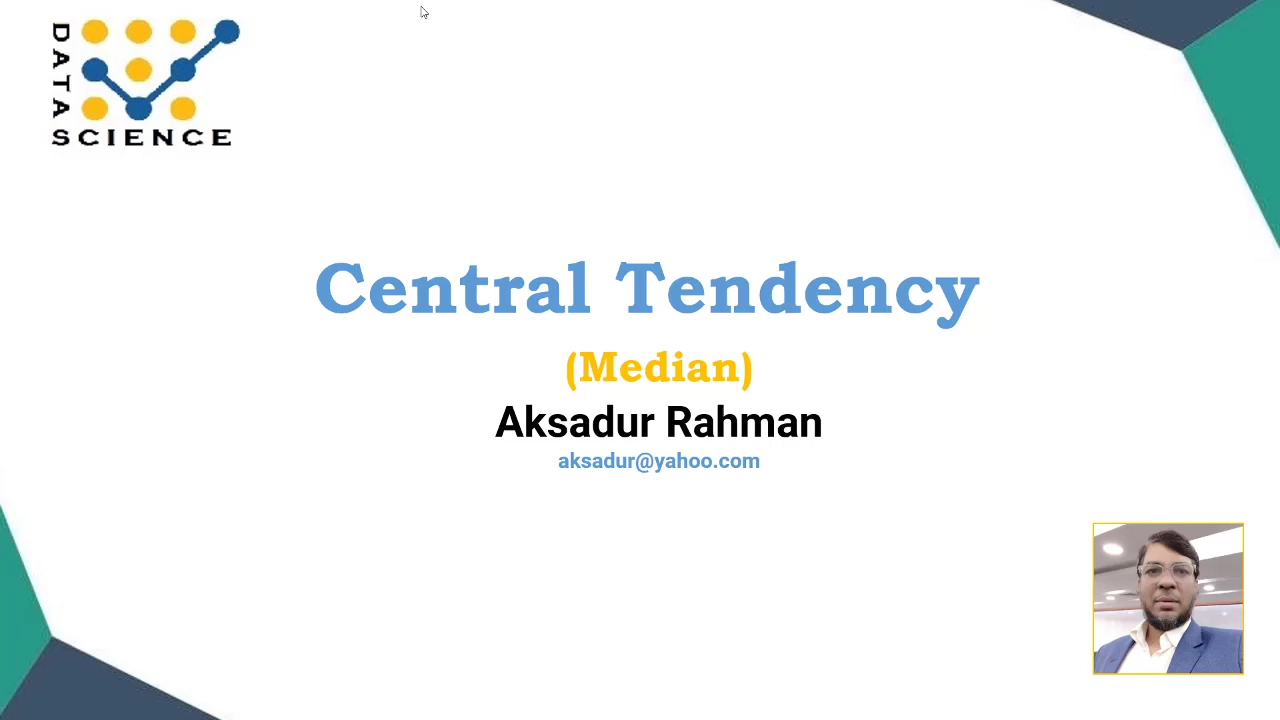 DATA
SCIENCE
Central Tendency
(Median)
Aksadur Rahman
aksadur@yahoo.com